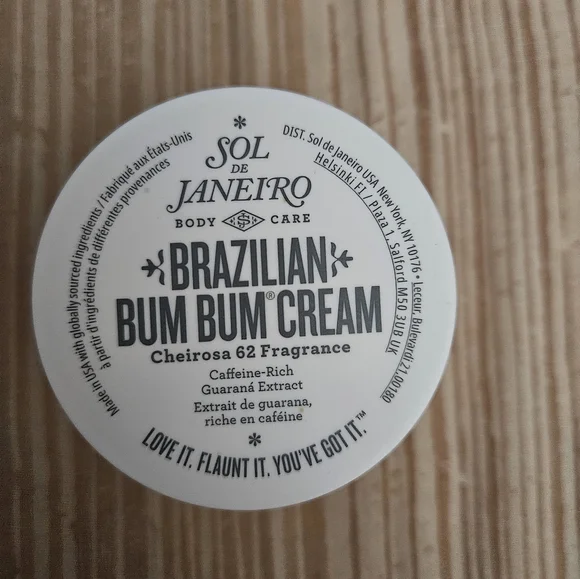 *
SOL
DE
JANEIRO
BODY CARE
BRAZILIAN
BUM BUM® CREAM
Cheirosa 62 Fragrance
Caffeine-Rich
Guaraná Extract
Extrait de guarana,
riche en caféine
*
LOVE IT. FLAUNT IT. YOU'VE GOT IT.™
Made in USA with globally sourced ingredients / Fabriqué aux États-Unis
à partir d'ingrédients de différentes provenances
DIST. Sol de Janeiro USA New York, NY 10176 • Leceur, Bulevardi 21, 00180
Helsinki FI / Plaza 1, Salford M50 3UB UK